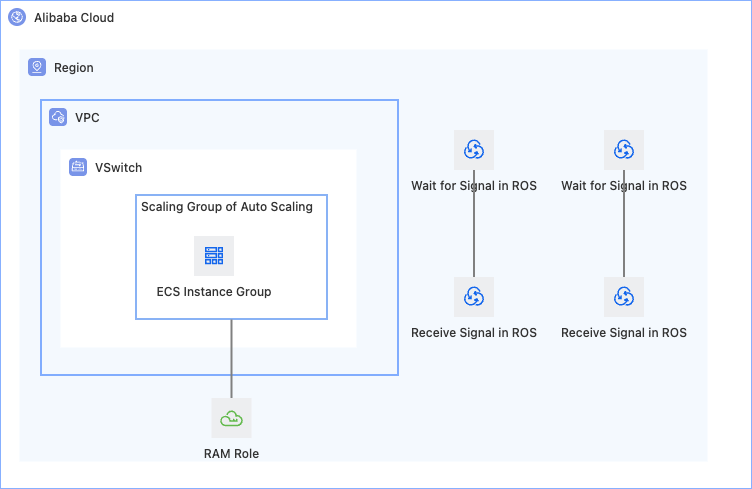 Alibaba Cloud
Region
VPC
VSwitch
Scaling Group of Auto Scaling
ECS Instance Group
RAM Role
Wait for Signal in ROS
Wait for Signal in ROS
Receive Signal in ROS
Receive Signal in ROS